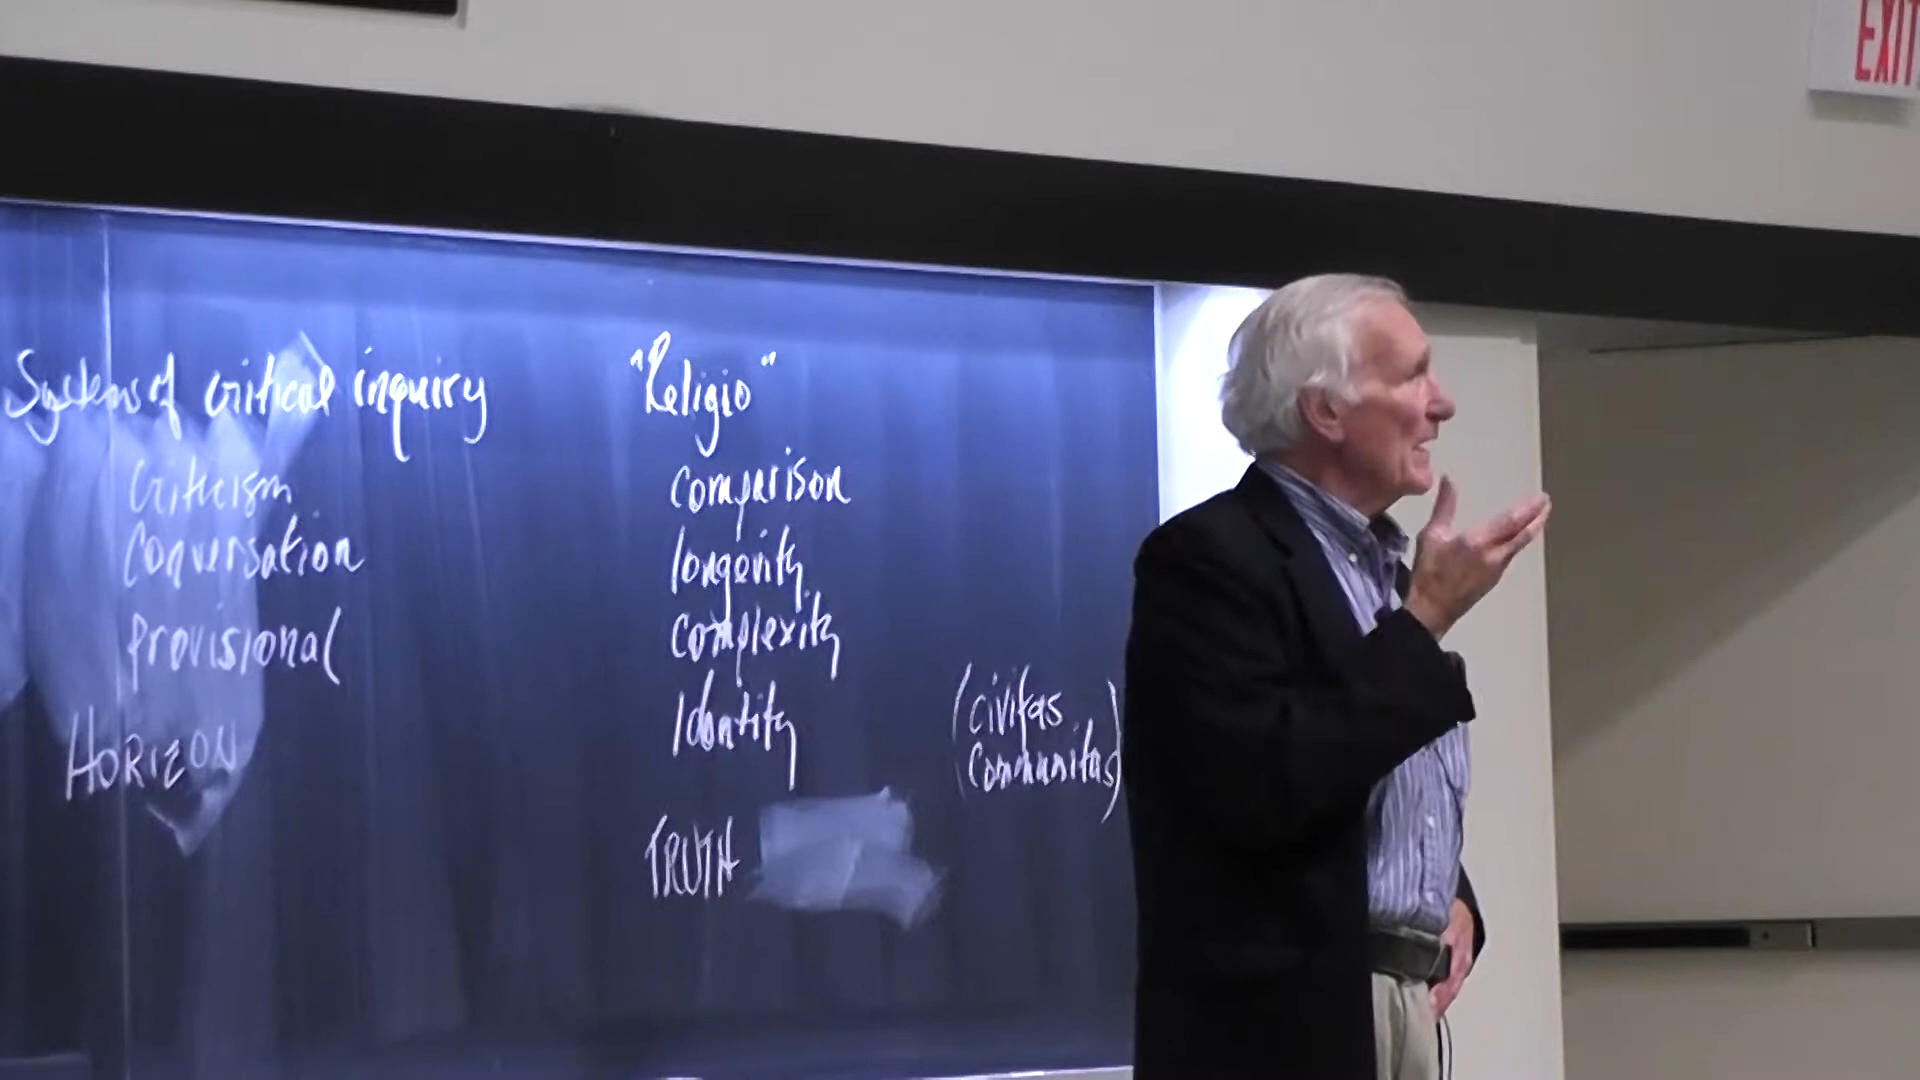 EXIT
Systems of critical inquiry
Criticism
Conversation
Provisional
HORIZON
"Religio"
comparison
longevity
complexity
Identity
(civitas
communitas)
TRUTH